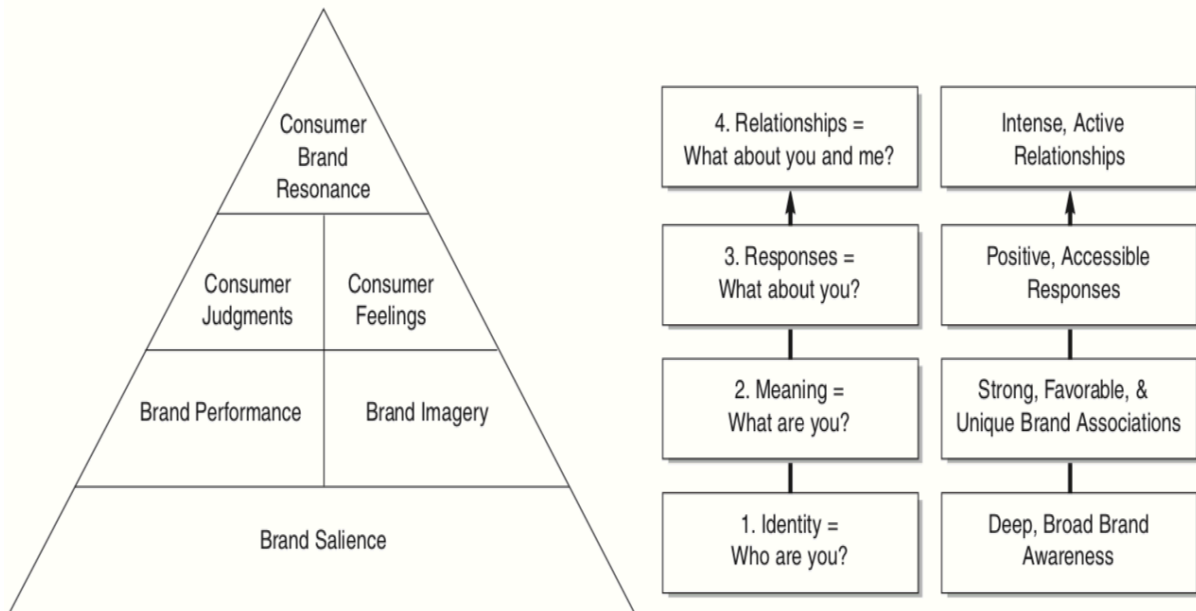 Consumer
Brand
Resonance
Consumer
Judgments
Consumer
Feelings
Brand Performance
Brand Imagery
Brand Salience
4. Relationships =
What about you and me?
Intense, Active
Relationships
3. Responses =
What about you?
Positive, Accessible
Responses
2. Meaning =
What are you?
Strong, Favorable, &
Unique Brand Associations
1. Identity =
Who are you?
Deep, Broad Brand
Awareness